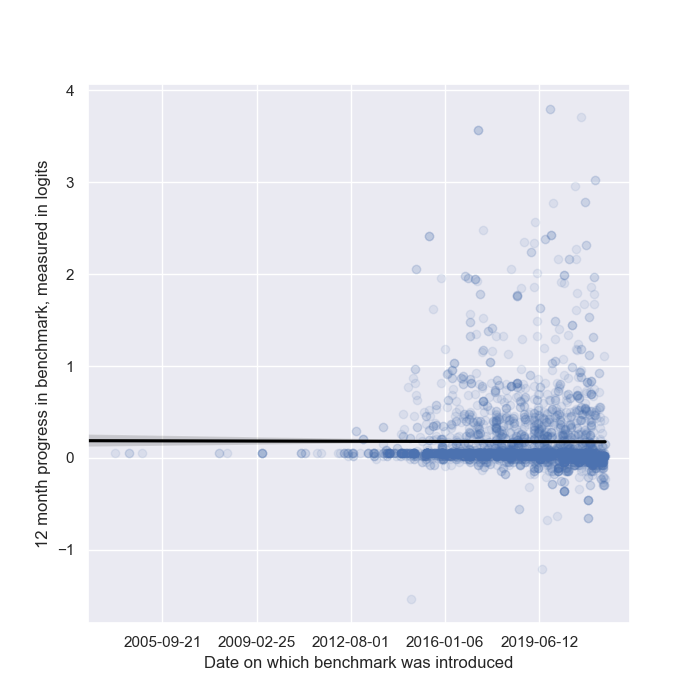 12 month progress in benchmark, measured in logits
4
3
2
1
0
−1
2005-09-21 2009-02-25 2012-08-01 2016-01-06 2019-06-12
Date on which benchmark was introduced